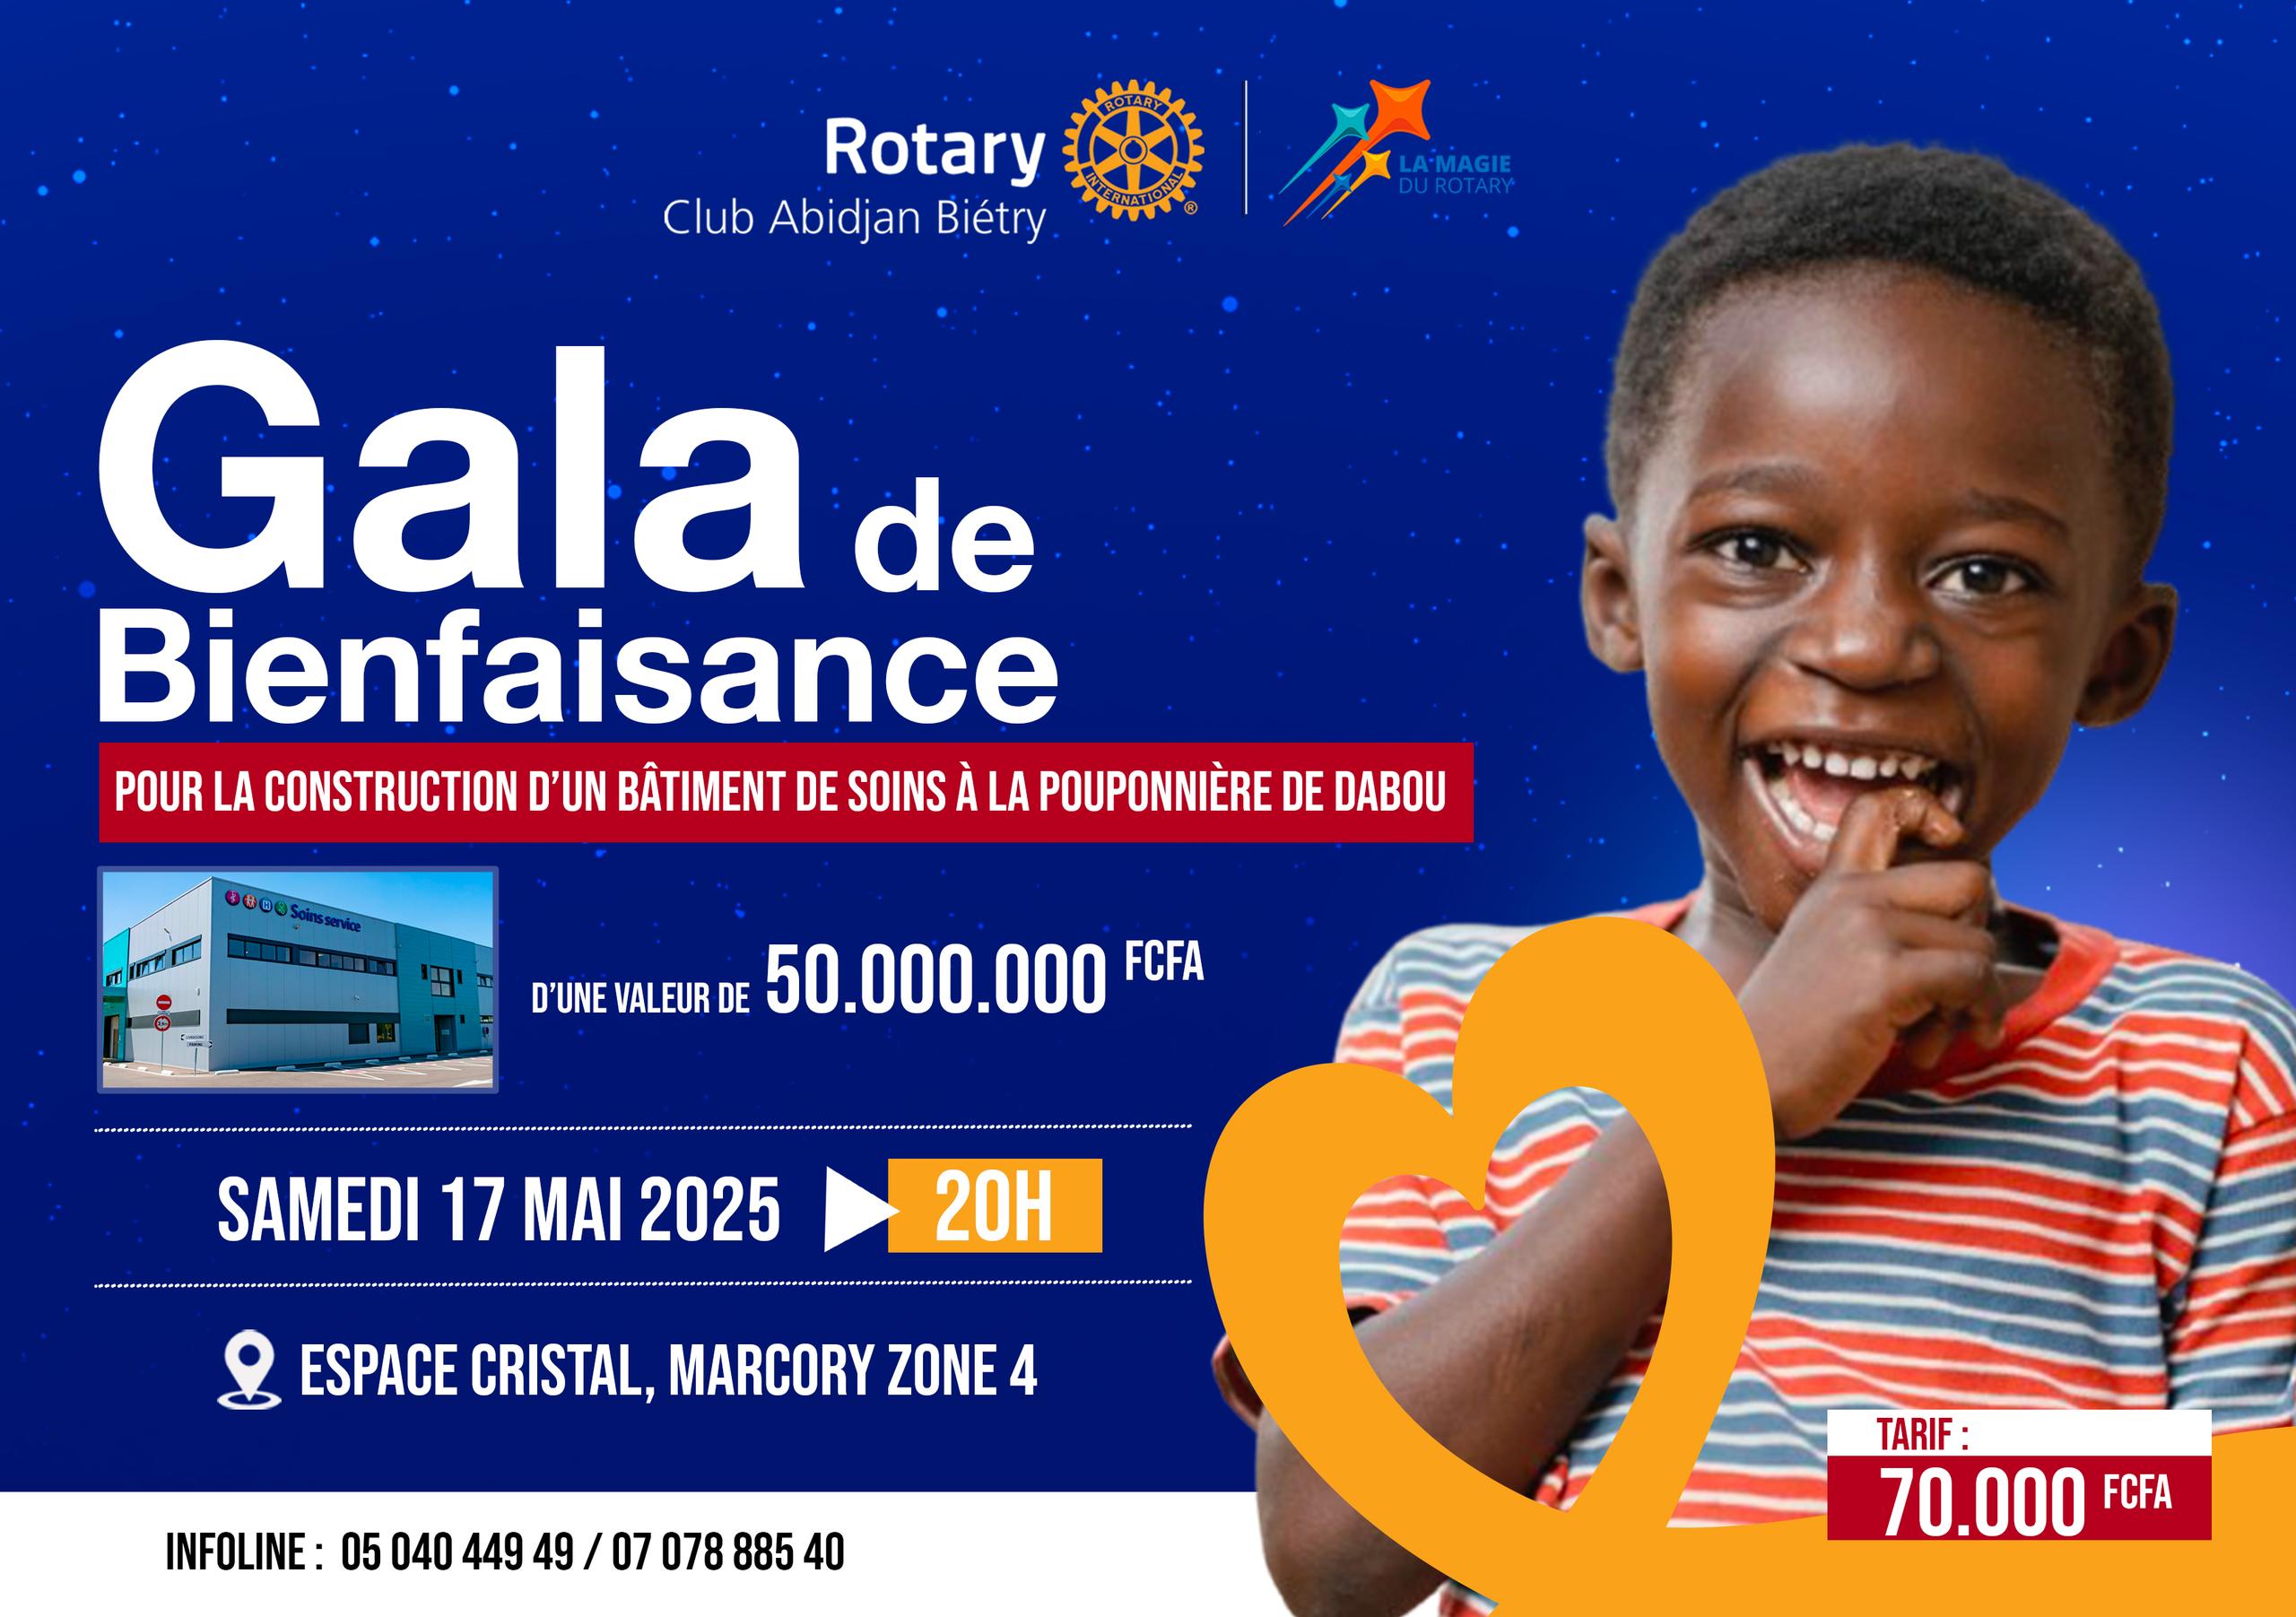 Rotary
Club Abidjan Biétry
ROTARY
INTERNATIONAL
®
LA MAGIE
DU ROTARY
Gala de
Bienfaisance
POUR LA CONSTRUCTION D’UN BÂTIMENT DE SOINS À LA POUPONNIÈRE DE DABOU
Soins service
D’UNE VALEUR DE 50.000.000 FCFA
SAMEDI 17 MAI 2025 20H
ESPACE CRISTAL, MARCORY ZONE 4
TARIF :
70.000 FCFA
INFOLINE : 05 040 449 49 / 07 078 885 40